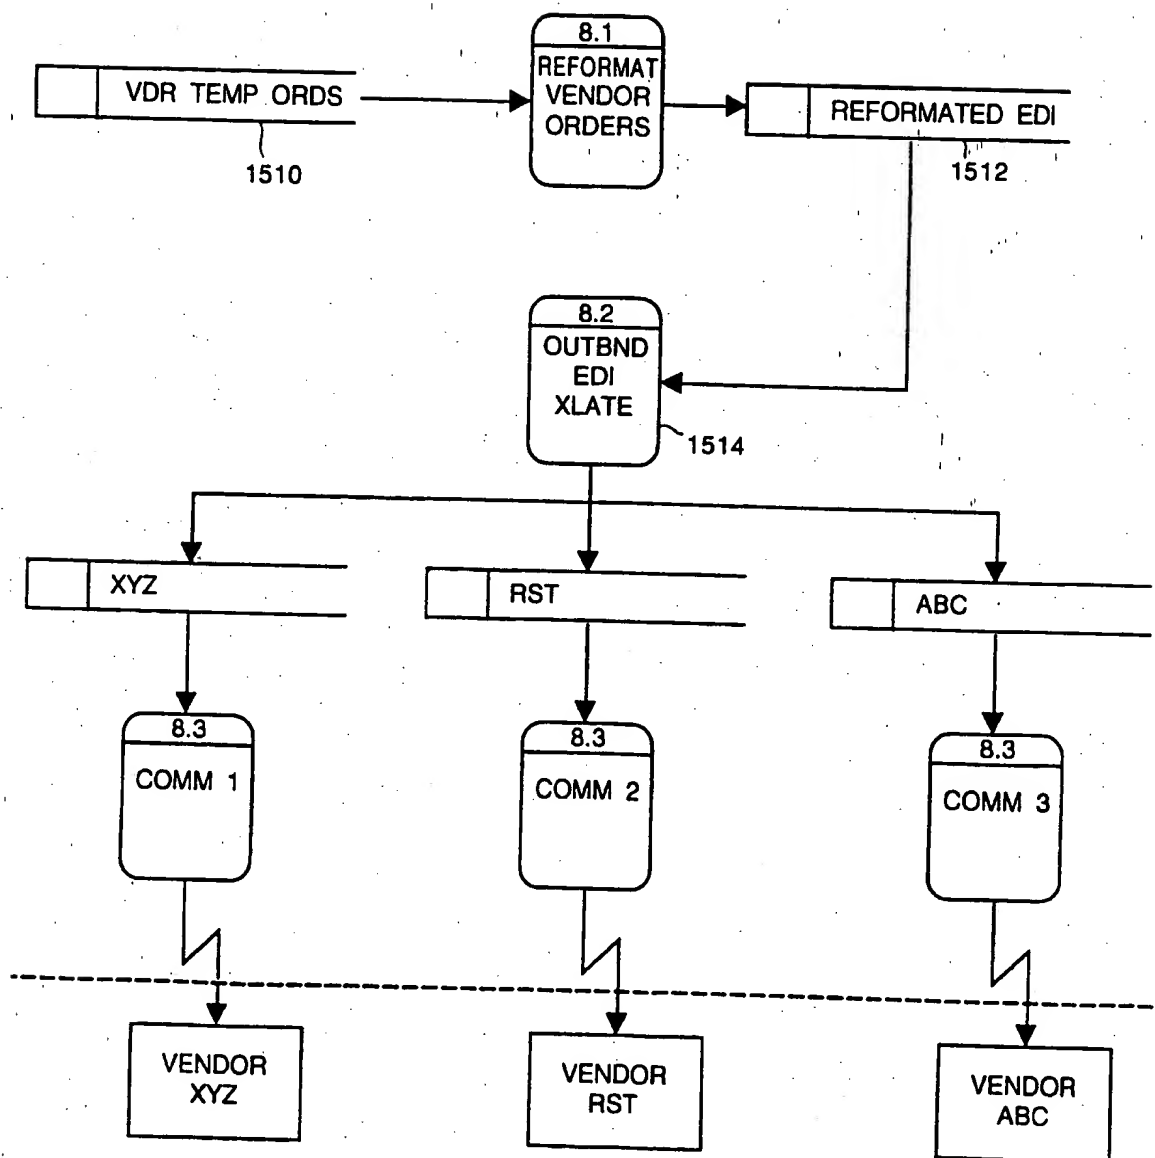 8.1
REFORMAT
VENDOR
ORDERS
VDR TEMP ORDS
1510
REFORMATED EDI
1512
8.2
OUTBND
EDI
XLATE
1514
XYZ
RST
ABC
8.3
COMM 1
8.3
COMM 2
8.3
COMM 3
VENDOR
XYZ
VENDOR
RST
VENDOR
ABC